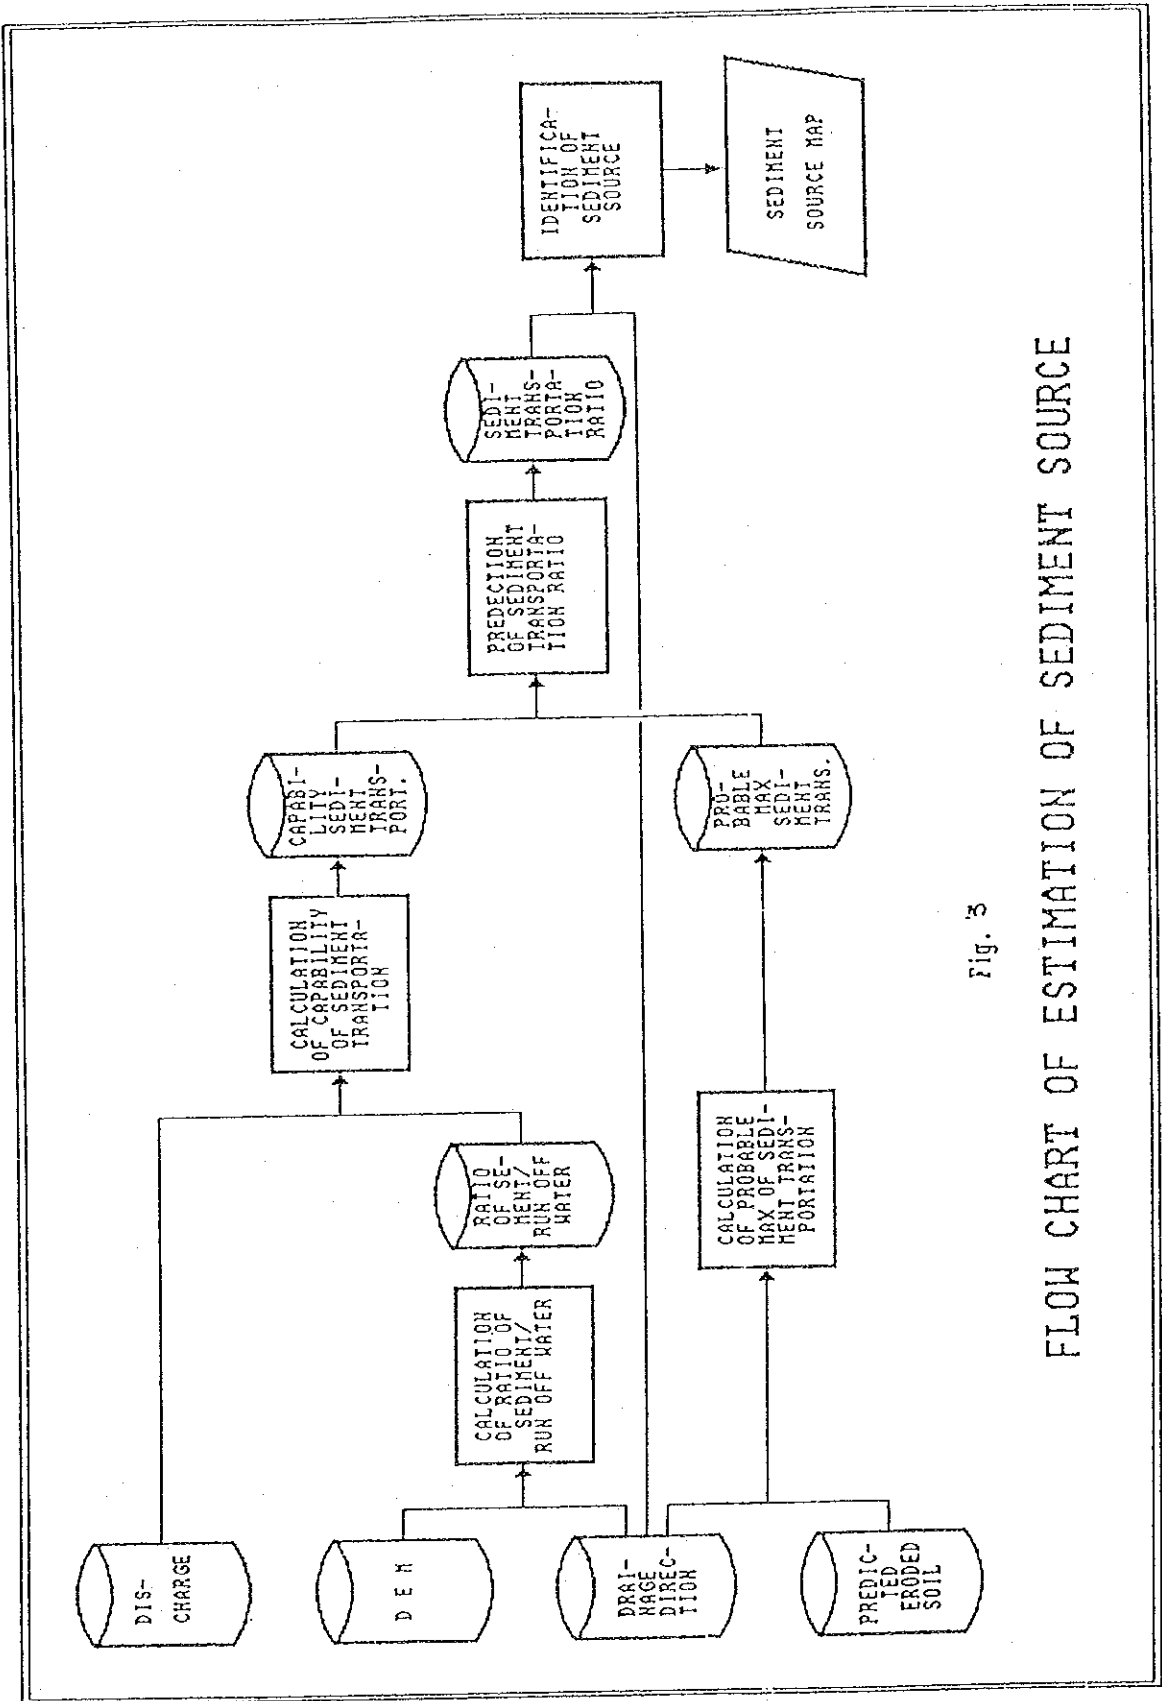 DIS-
CHARGE
D E M
DRAI-
NAGE
DIREC-
TION
PREDIC-
TED
ERODED
SOIL
CALCULATION
OF RATIO OF
SEDIMENT/
RUN OFF WATER
RATIO
OF SE-
MENT/
RUN OFF
WATER
CALCULATION
OF PROBABLE
MAX OF SEDI-
MENT TRANS-
PORTATION
CALCULATION
OF CAPABILITY
OF SEDIMENT
TRANSPORTA-
TION
CAPABI-
LITY
SEDI-
MENT
TRANS-
PORT.
PRO-
BABLE
MAX
SEDI-
MENT
TRANS.
PREDECTION
OF SEDIMENT
TRANSPORTA-
TION RATIO
SEDI-
MENT
TRANS-
PORTA-
TION
RATIO
IDENTIFICA-
TION OF
SEDIMENT
SOURCE
SEDIMENT
SOURCE MAP
Fig. 3
FLOW CHART OF ESTIMATION OF SEDIMENT SOURCE